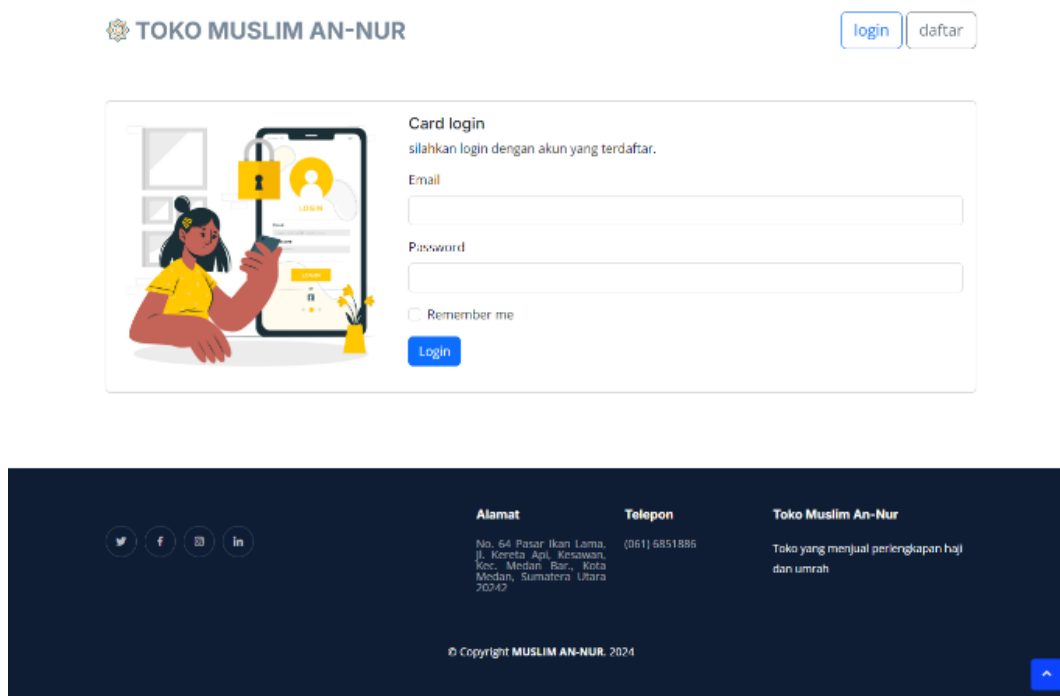 TOKO MUSLIM AN-NUR
login
daftar
Card login
silahkan login dengan akun yang terdaftar.
Email
Password
Remember me
Login
LOGIN
Alamat
No. 64 Pasar Ikan Lama,
Jl. Kereta Api, Kesawan,
Kec. Medan Bar., Kota
Medan, Sumatera Utara
20242
Telepon
(061) 6851886
Toko Muslim An-Nur
Toko yang menjual perlengkapan haji
dan umrah
© Copyright MUSLIM AN-NUR. 2024